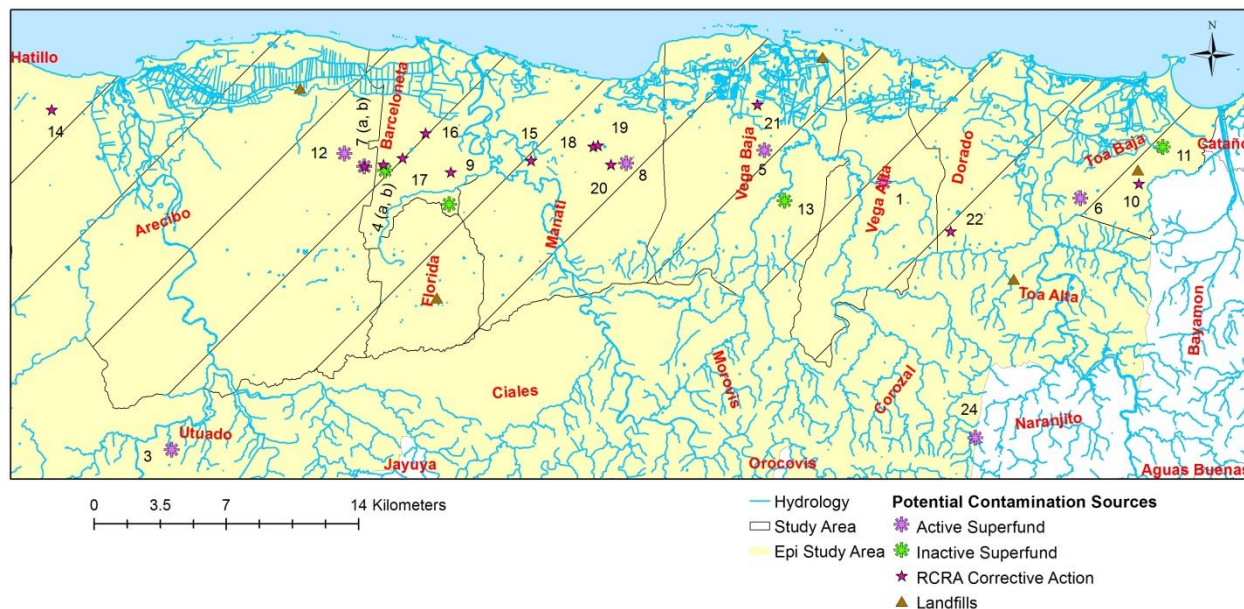 Hatillo
N
14
12
7 (a, b)
Barceloneta
16
15
18
19
21
9
17
20
8
4 (a, b)
Vega Baja
5
13
Vega Alta
1
Dorado
22
Toa Baja
11
Cataño
6
10
Arecibo
Manatí
Florida
Toa Alta
Bayamon
Ciales
Morovis
Corozal
24
Naranjito
Utuado
3
Jayuya
Orocovis
Aguas Buenas
0 3.5 7 14 Kilometers
Hydrology
Study Area
Epi Study Area
Potential Contamination Sources
Active Superfund
Inactive Superfund
RCRA Corrective Action
Landfills